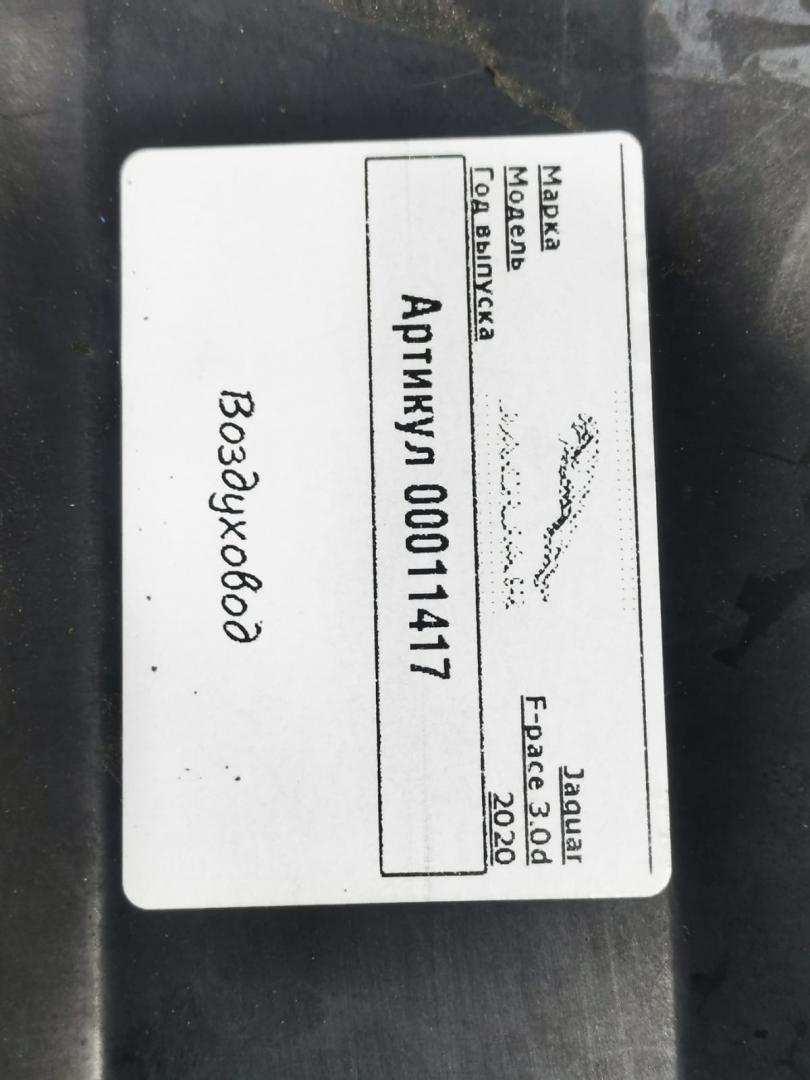 Марка Jaguar
Модель F-pace 3.0d
Год выпуска 2020
Артикул 00011417
Воздуховод